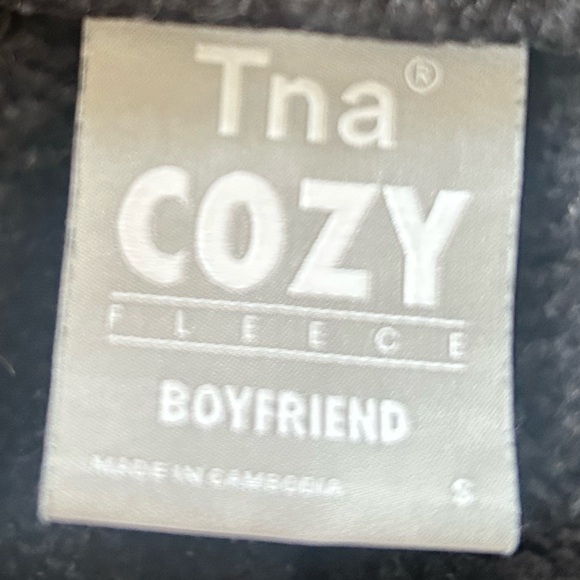 Tna®
COZY
FLEECE
BOYFRIEND
MADE IN CAMBODIA S